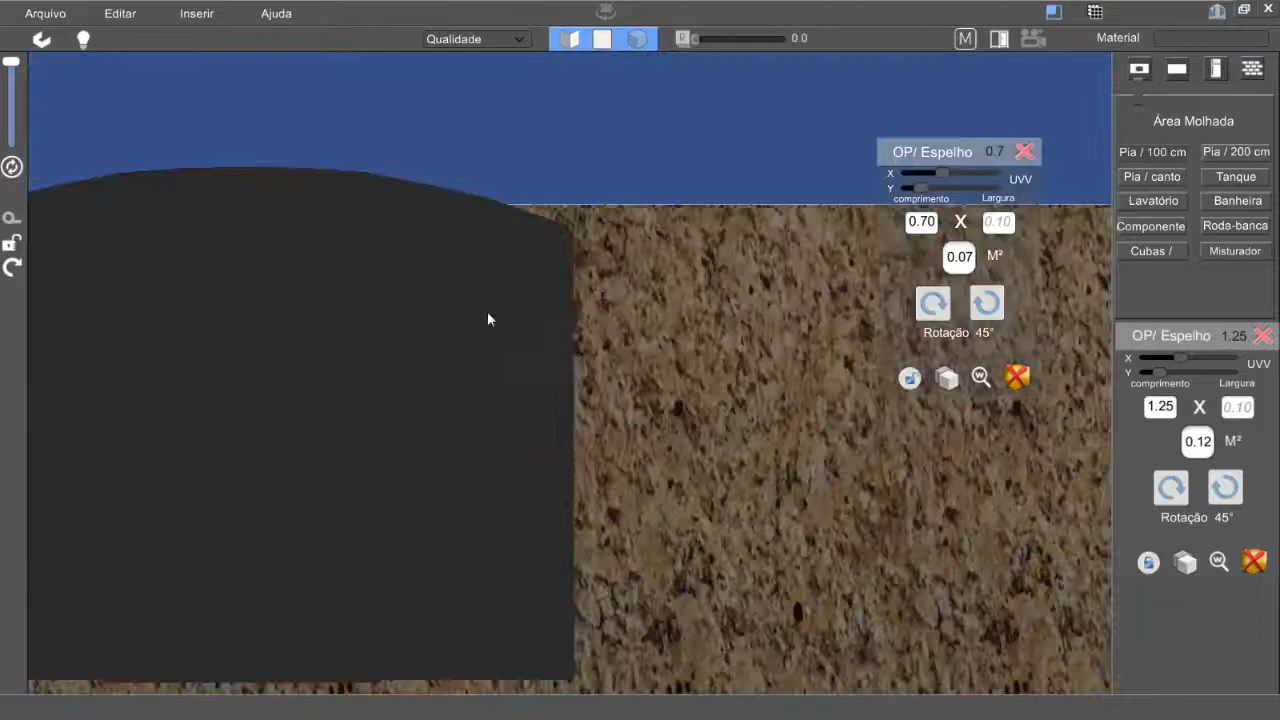 Arquivo Editar Inserir Ajuda
Qualidade R 0.0 M Material
Área Molhada
Pia / 100 cm Pia / 200 cm
Pia / canto Tanque
Lavatório Banheira
Componente Roda-banca
Cubas / Misturador
OP/ Espelho 0.7
X
Y
UVV
comprimento Largura
0.70 X 0.10
0.07 M²
Rotação 45°
W
OP/ Espelho 1.25
X
Y
UVV
comprimento Largura
1.25 X 0.10
0.12 M²
Rotação 45°
W